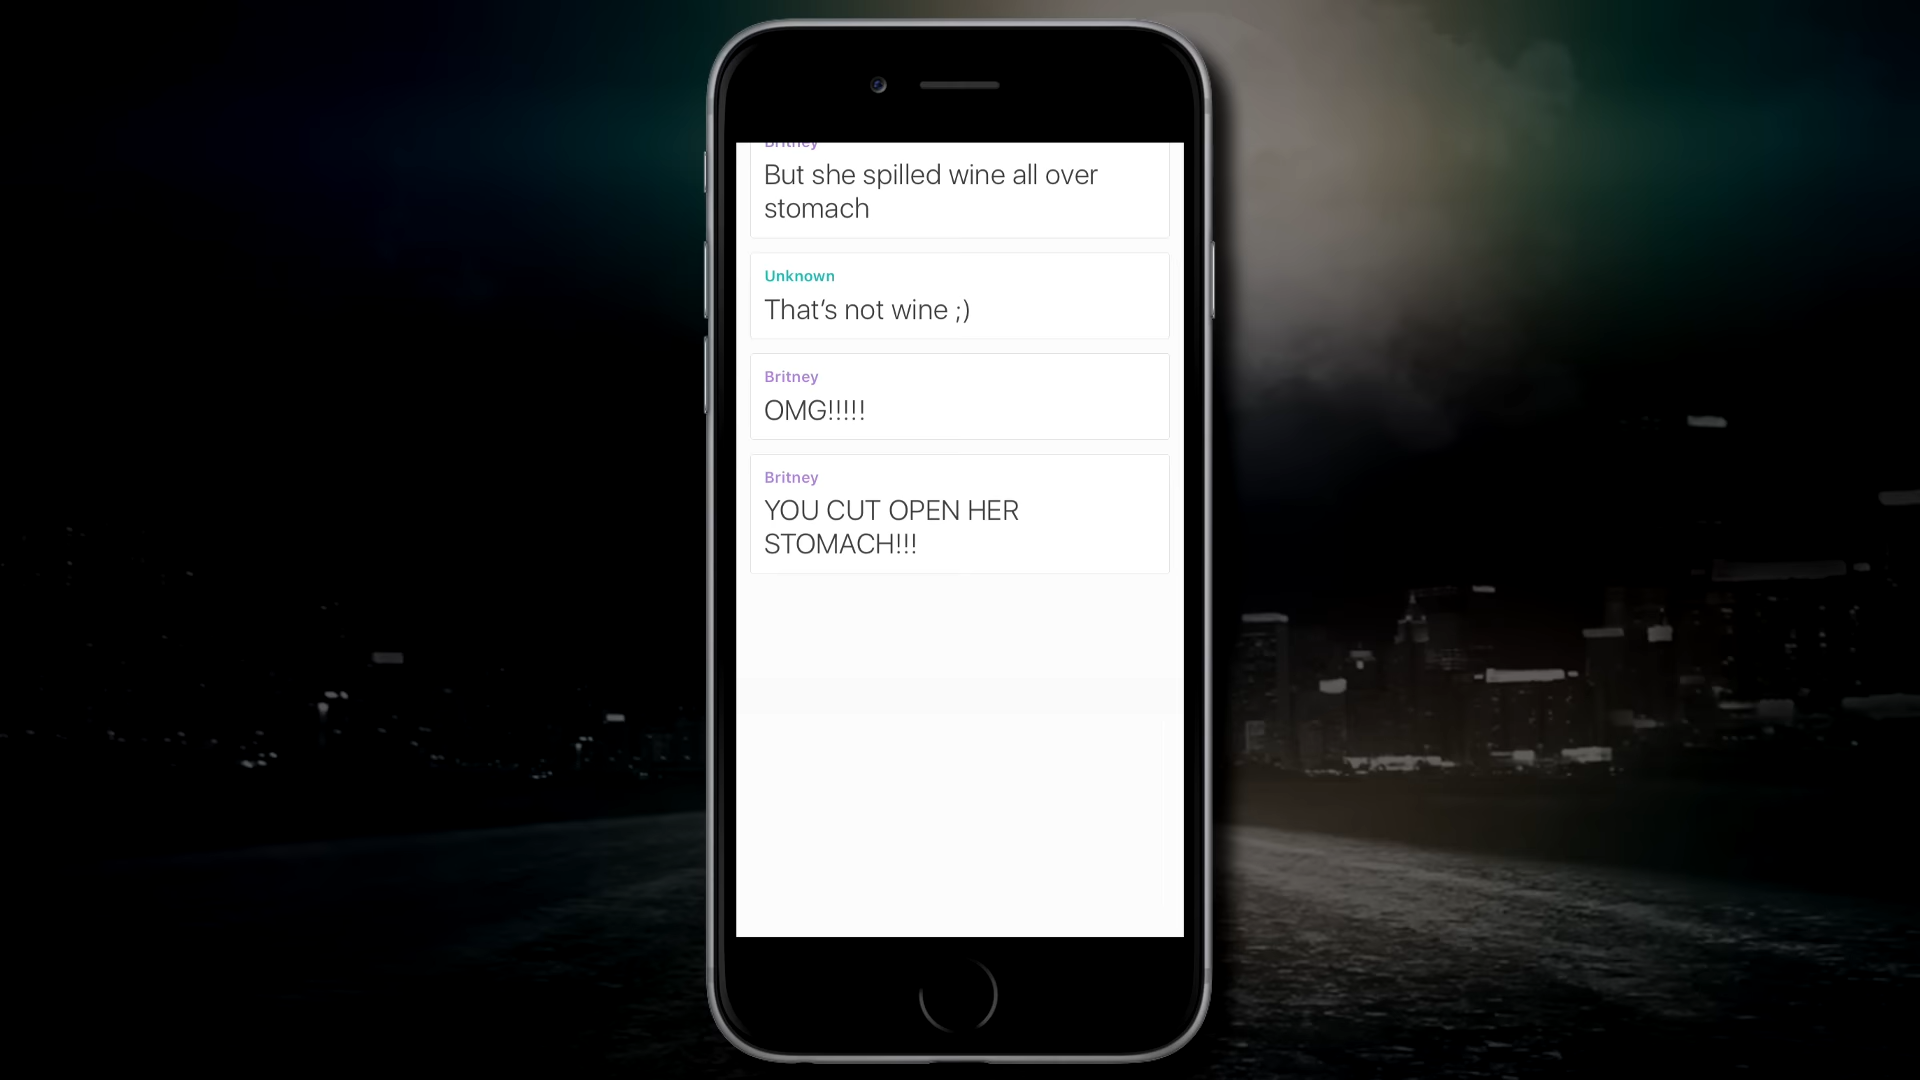 Britney
But she spilled wine all over
stomach
Unknown
That's not wine ;)
Britney
OMG!!!!!
Britney
YOU CUT OPEN HER
STOMACH!!!